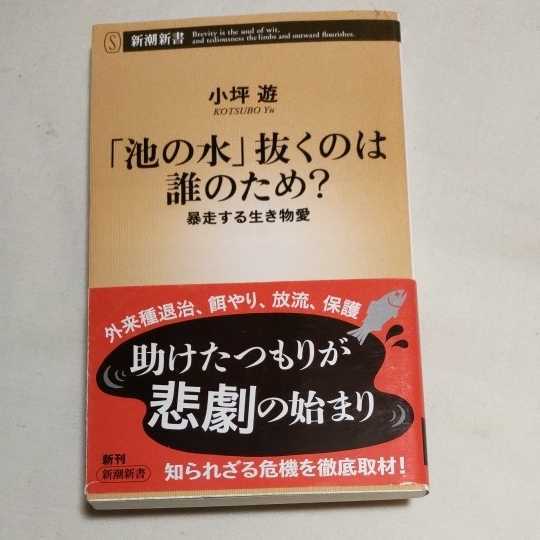 S 新潮新書 Brevity is the soul of wit,
and tediousness the limbs and outward flourishes.
小坪 遊
KOTSUBO Yu
「池の水」抜くのは
誰のため?
暴走する生き物愛
外来種退治、餌やり、放流、保護
助けたつもりが
悲劇の始まり
新刊
新潮新書
知られざる危機を徹底取材!